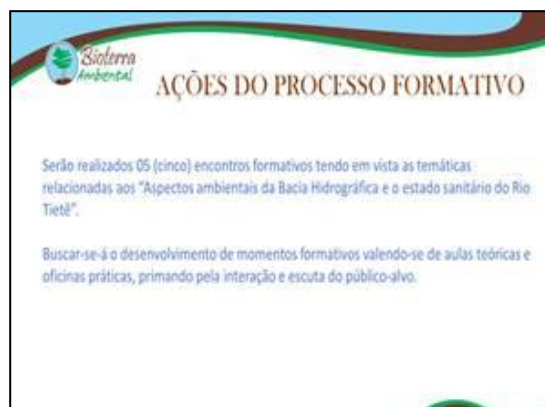 Bioterra
Ambiental
AÇÕES DO PROCESSO FORMATIVO
Serão realizados 05 (cinco) encontros formativos tendo em vista as temáticas
relacionadas aos "Aspectos ambientais da Bacia Hidrográfica e o estado sanitário do Rio
Tietê".
Buscar-se-á o desenvolvimento de momentos formativos valendo-se de aulas teóricas e
oficinas práticas, primando pela interação e escuta do público-alvo.